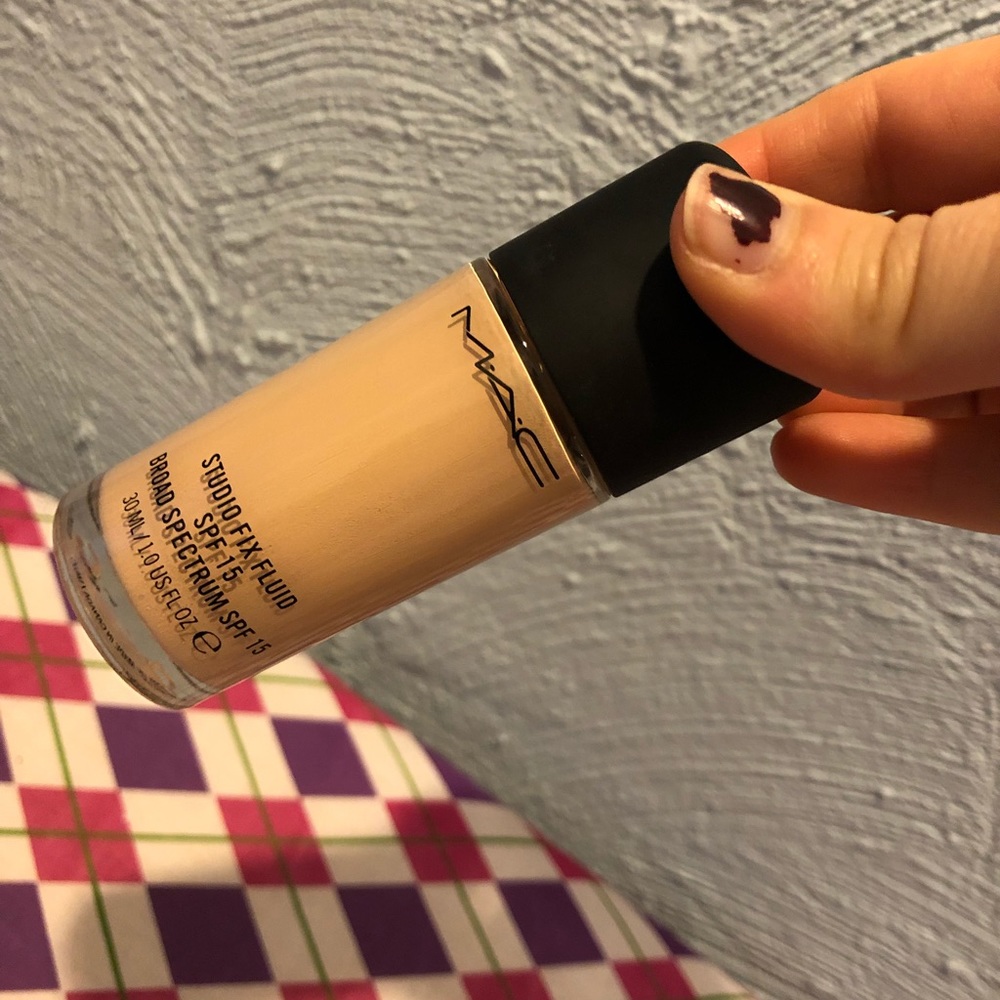 M·A·C
STUDIO FIX FLUID
SPF 15
BROAD SPECTRUM SPF 15
30 ML / 1.0 US FL OZ ℮